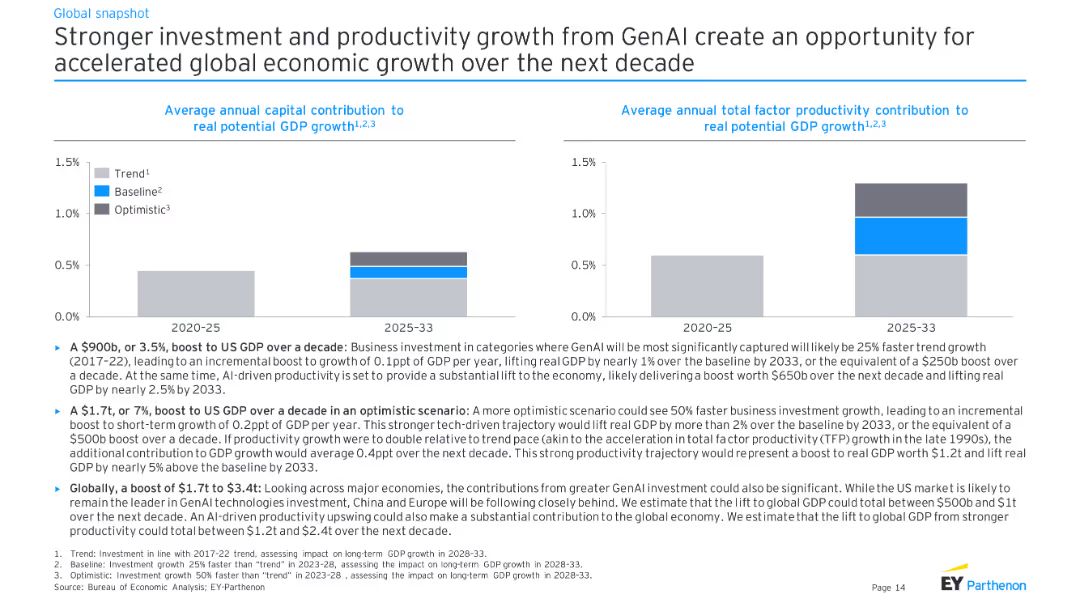 Global snapshot
Stronger investment and productivity growth from GenAI create an opportunity for
accelerated global economic growth over the next decade
Average annual capital contribution to
real potential GDP growth1,2,3
1.5%
1.0%
0.5%
0.0%
Trend1
Baseline2
Optimistic3
2020-25
2025-33
Average annual total factor productivity contribution to
real potential GDP growth1,2,3
1.5%
1.0%
0.5%
0.0%
2020-25
2025-33
▸ A $900b, or 3.5%, boost to US GDP over a decade: Business investment in categories where GenAI will be most significantly captured will likely be 25% faster trend growth
(2017-22), leading to an incremental boost to growth of 0.1ppt of GDP per year, lifting real GDP by nearly 1% over the baseline by 2033, or the equivalent of a $250b boost over
a decade. At the same time, AI-driven productivity is set to provide a substantial lift to the economy, likely delivering a boost worth $650b over the next decade and lifting real
GDP by nearly 2.5% by 2033.
▸ A $1.7t, or 7%, boost to US GDP over a decade in an optimistic scenario: A more optimistic scenario could see 50% faster business investment growth, leading to an incremental
boost to short-term growth of 0.2ppt of GDP per year. This stronger tech-driven trajectory would lift real GDP by more than 2% over the baseline by 2033, or the equivalent of a
$500b boost over a decade. If productivity growth were to double relative to trend pace (akin to the acceleration in total factor productivity (TFP) growth in the late 1990s), the
additional contribution to GDP growth would average 0.4ppt over the next decade. This strong productivity trajectory would represent a boost to real GDP worth $1.2t and lift real
GDP by nearly 5% above the baseline by 2033.
▸ Globally, a boost of $1.7t to $3.4t: Looking across major economies, the contributions from greater GenAI investment could also be significant. While the US market is likely to
remain the leader in GenAI technologies investment, China and Europe will be following closely behind. We estimate that the lift to global GDP could total between $500b and $1t
over the next decade. An AI-driven productivity upswing could also make a substantial contribution to the global economy. We estimate that the lift to global GDP from stronger
productivity could total between $1.2t and $2.4t over the next decade.
1. Trend: Investment in line with 2017-22 trend, assessing impact on long-term GDP growth in 2028-33.
2. Baseline: Investment growth 25% faster than "trend" in 2023-28, assessing the impact on long-term GDP growth in 2028-33.
3. Optimistic: Investment growth 50% faster than "trend" in 2023-28 , assessing the impact on long-term GDP growth in 2028-33.
Source: Bureau of Economic Analysis; EY-Parthenon
Page 14
EY Parthenon